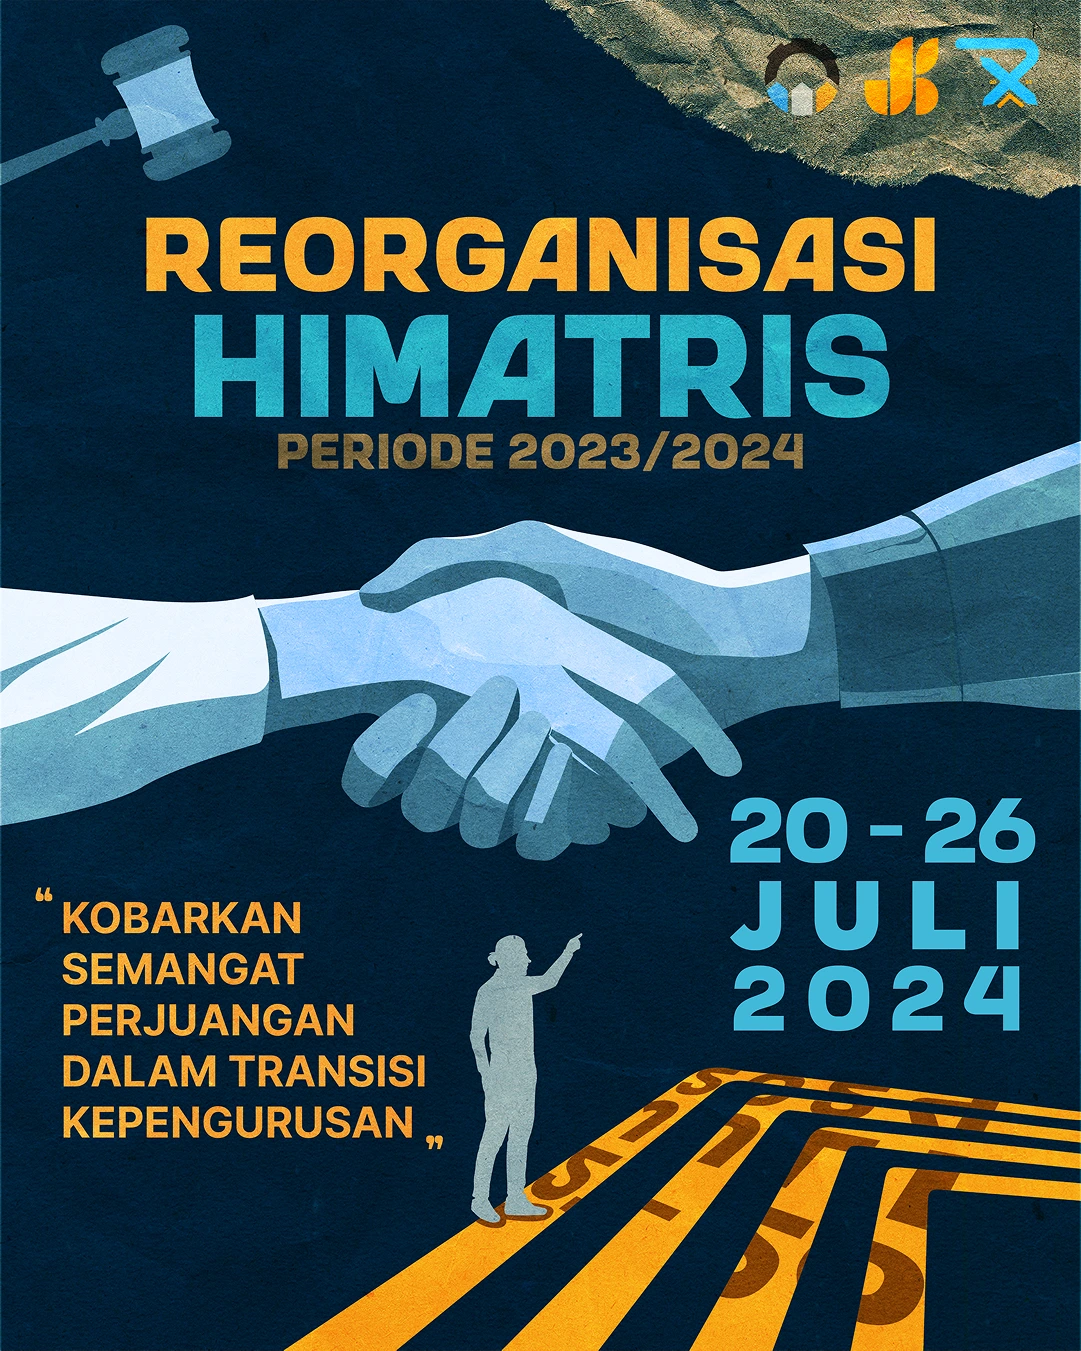 REORGANISASI
HIMATRIS
PERIODE 2023/2024
20 - 26
JULI
2024
“ KOBARKAN
SEMANGAT
PERJUANGAN
DALAM TRANSISI
KEPENGURUSAN ”